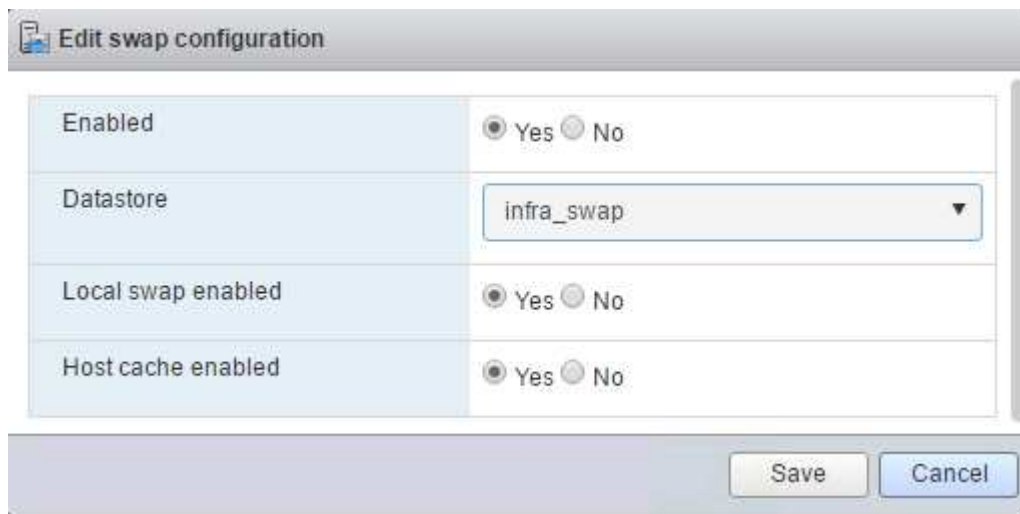 Edit swap configuration
Enabled Yes No
Datastore infra_swap
Local swap enabled Yes No
Host cache enabled Yes No
Save Cancel